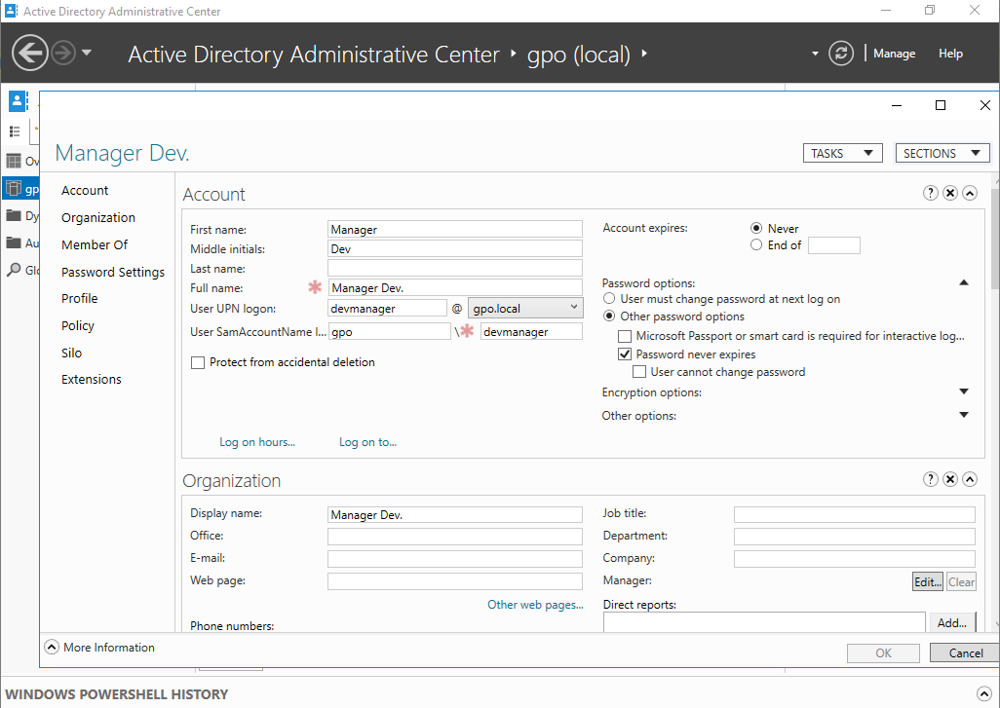 Active Directory Administrative Center
Active Directory Administrative Center gpo (local) Manage Help
Manager Dev. TASKS SECTIONS
Ov
gp
Dy
Au
Glo
Account
Organization
Member Of
Password Settings
Profile
Policy
Silo
Extensions
Account
First name: Manager
Middle initials: Dev
Last name:
Full name: * Manager Dev.
User UPN logon: devmanager @ gpo.local
User SamAccountName l... gpo \* devmanager
Protect from accidental deletion
Log on hours... Log on to...
Account expires: Never
End of
Password options:
User must change password at next log on
Other password options
Microsoft Passport or smart card is required for interactive log...
Password never expires
User cannot change password
Encryption options:
Other options:
Organization
Display name: Manager Dev.
Office:
E-mail:
Web page:
Other web pages...
Phone numbers:
Job title:
Department:
Company:
Manager: Edit... Clear
Direct reports:
Add...
More Information
OK Cancel
WINDOWS POWERSHELL HISTORY